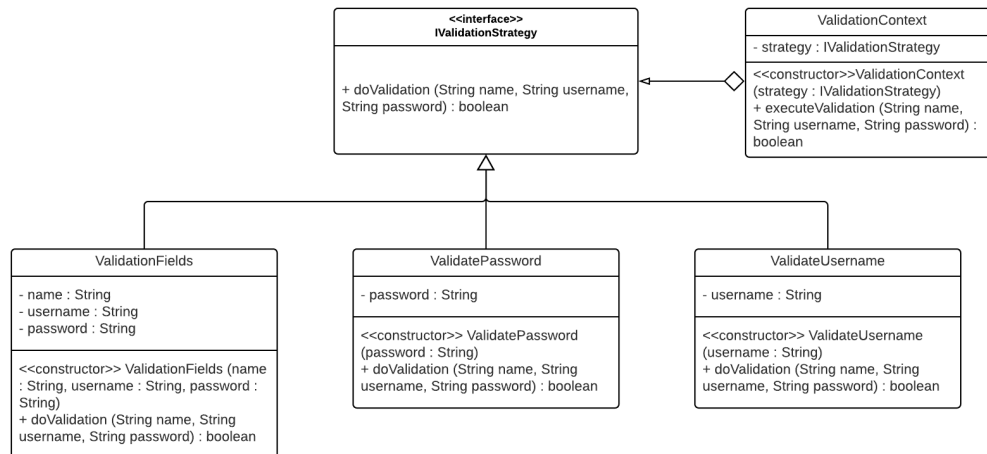 <<interface>>
IValidationStrategy
+ doValidation (String name, String username,
String password) : boolean
ValidationContext
- strategy : IValidationStrategy
<<constructor>>ValidationContext
(strategy : IValidationStrategy)
+ executeValidation (String name,
String username, String password) :
boolean
ValidationFields
- name : String
- username : String
- password : String
<<constructor>> ValidationFields (name
: String, username : String, password :
String)
+ doValidation (String name, String
username, String password) : boolean
ValidatePassword
- password : String
<<constructor>> ValidatePassword
(password : String)
+ doValidation (String name, String
username, String password) : boolean
ValidateUsername
- username : String
<<constructor>> ValidateUsername
(username : String)
+ doValidation (String name, String
username, String password) : boolean